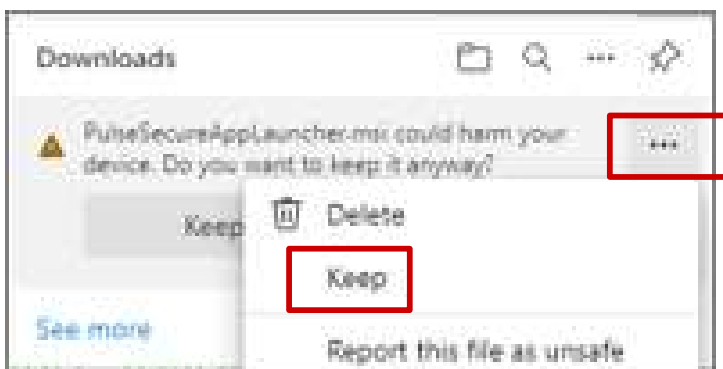 Downloads
PulseSecureAppLauncher.msi could harm your
device. Do you want to keep it anyway?
Keep
Delete
Keep
See more
Report this file as unsafe